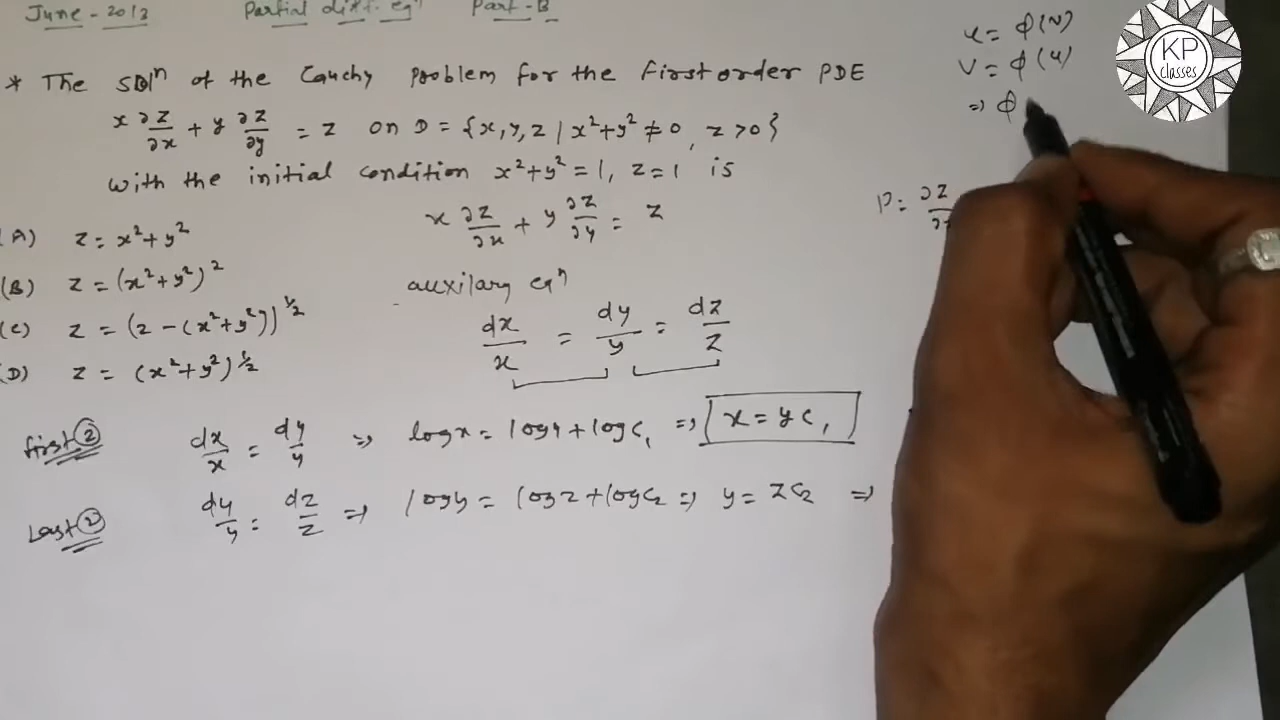 June - 2013 Partial diff. eqn Part - B
u = φ(v)
v = φ(u)
⇒ φ
KP
classes
* The Soln of the Cauchy Problem for the first order PDE
x ∂z/∂x + y ∂z/∂y = z on D = {x, y, z | x² + y² ≠ 0, z > 0}
with the initial condition x² + y² = 1, z = 1 is
(A) z = x² + y²
(B) z = (x² + y²)²
(C) z = (2 - (x² + y²))^1/2
(D) z = (x² + y²)^1/2
x ∂z/∂x + y ∂z/∂y = z
P = ∂z/∂x
auxilary eqn
dx/x = dy/y = dz/z
first ② dx/x = dy/y ⇒ log x = log y + log c₁ ⇒ x = y c₁
Last ② dy/y = dz/z ⇒ log y = log z + log c₂ ⇒ y = z c₂ ⇒